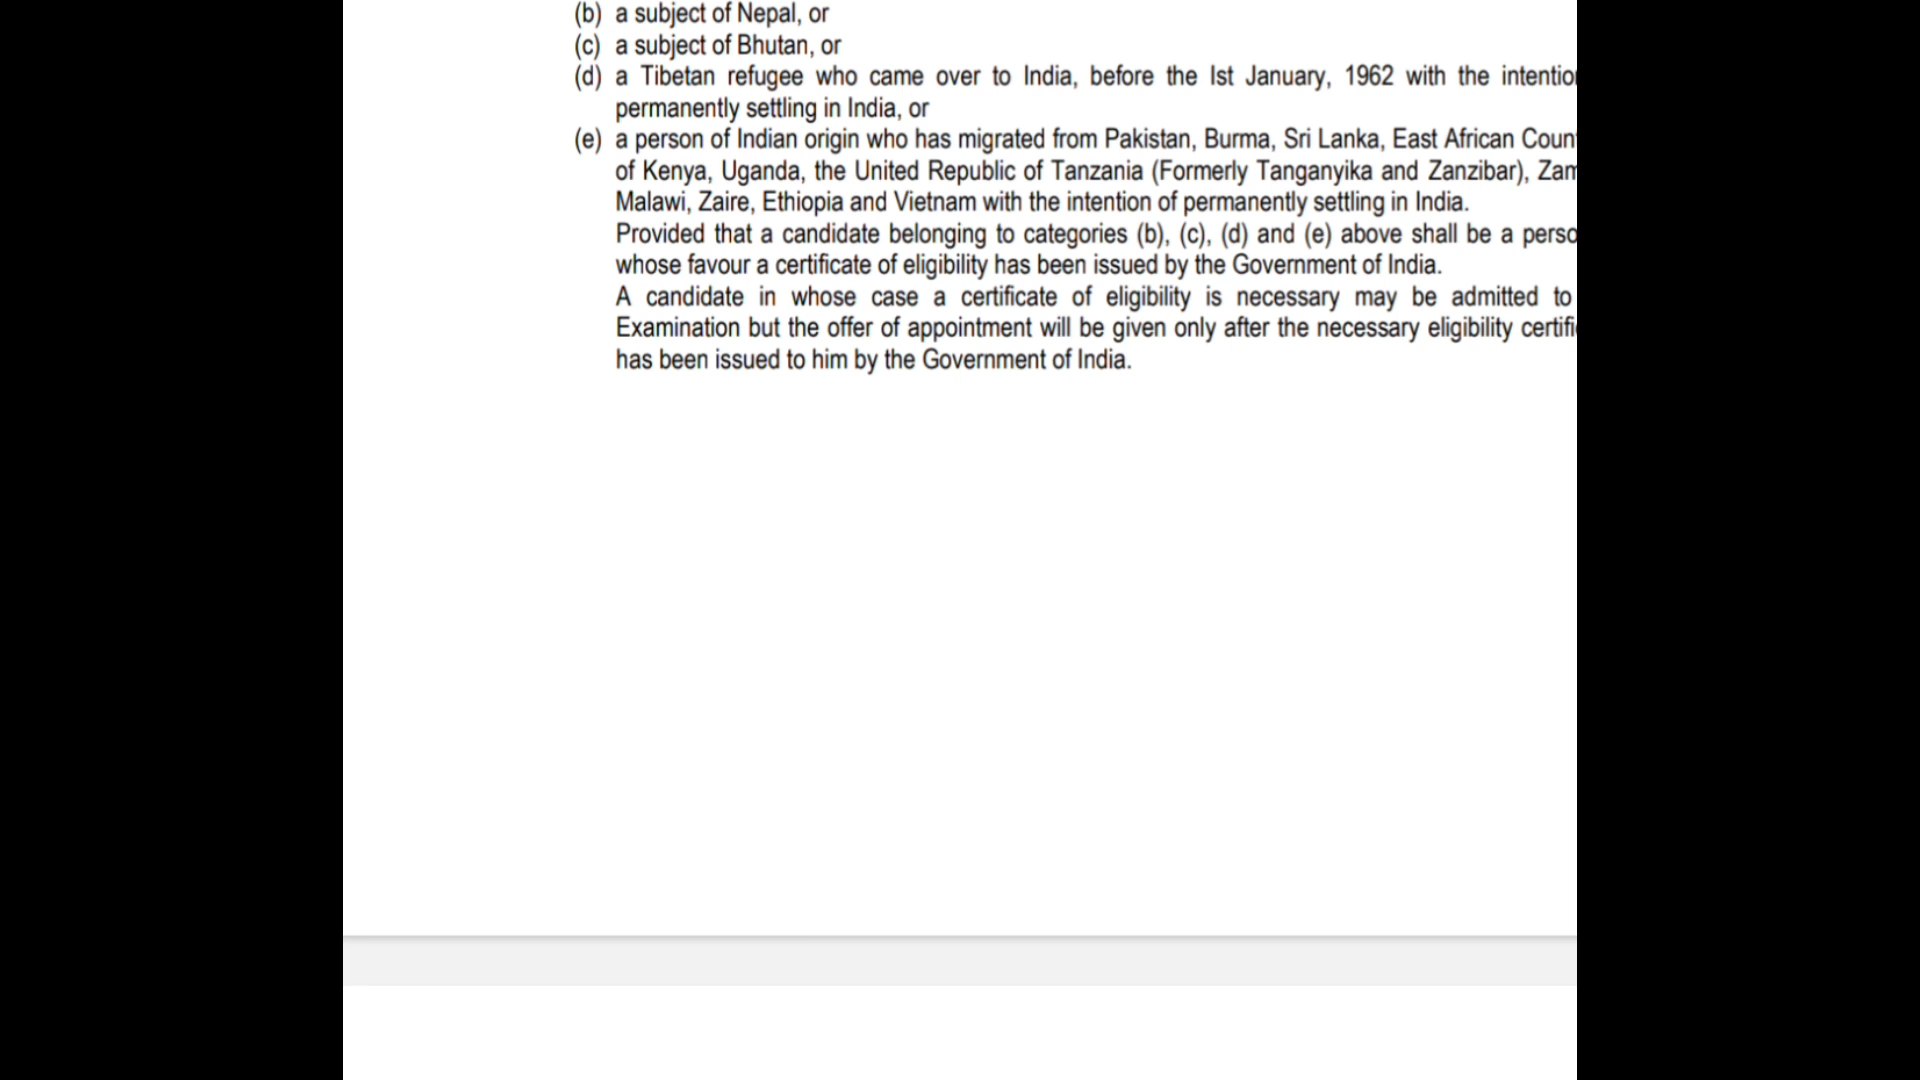 (b) a subject of Nepal, or
(c) a subject of Bhutan, or
(d) a Tibetan refugee who came over to India, before the Ist January, 1962 with the
permanently settling in India, or
(e) a person of Indian origin who has migrated from Pakistan, Burma, Sri Lanka, East African
of Kenya, Uganda, the United Republic of Tanzania (Formerly Tanganyika and Zanzibar),
Malawi, Zaire, Ethiopia and Vietnam with the intention of permanently settling in India.
Provided that a candidate belonging to categories (b), (c), (d) and (e) above shall be a
whose favour a certificate of eligibility has been issued by the Government of India.
A candidate in whose case a certificate of eligibility is necessary may be admitted to
Examination but the offer of appointment will be given only after the necessary eligibility
has been issued to him by the Government of India.